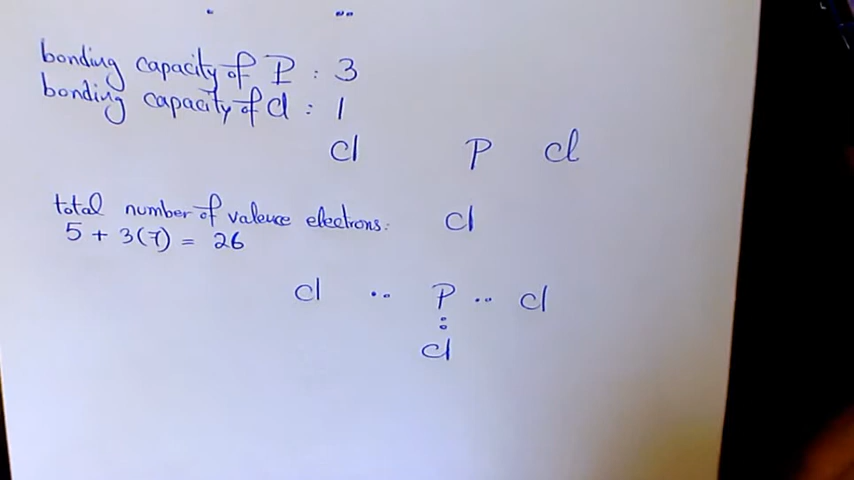 bonding capacity of P : 3
bonding capacity of Cl : 1
Cl P Cl
total number of valence electrons:
Cl
5 + 3(7) = 26
Cl •• P •• Cl
:
Cl